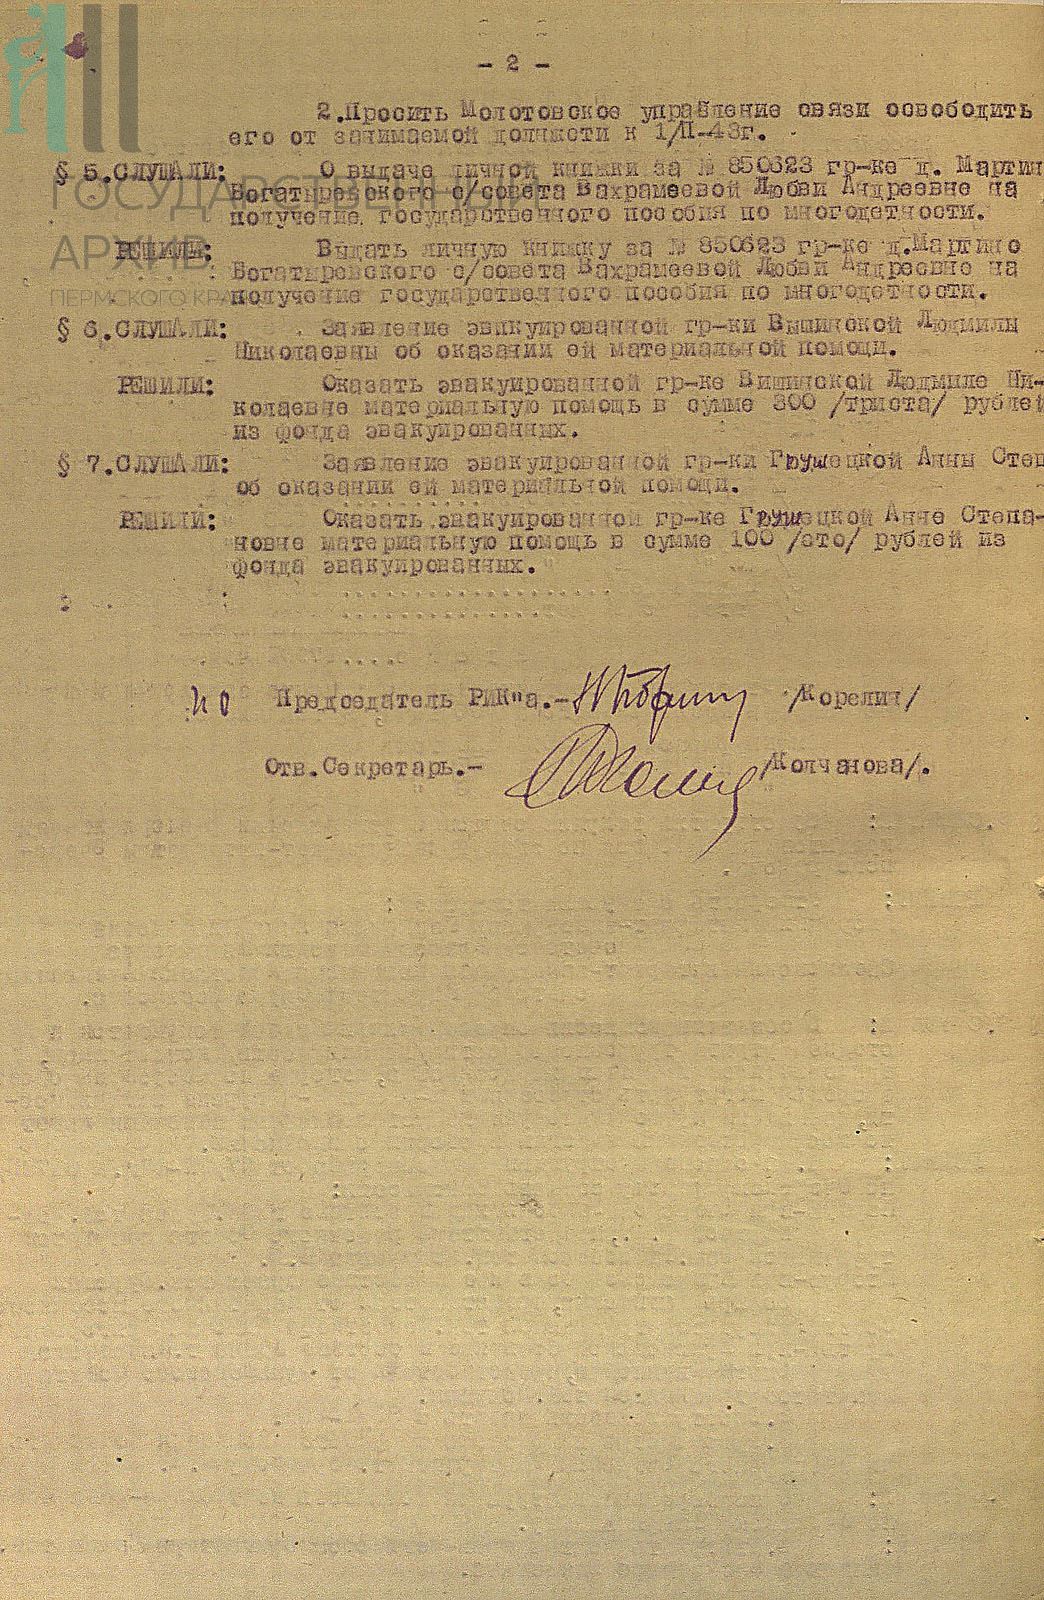 - 2 -
2.Просить Молотовское управление связи освободить
его от занимаемой должности к 1/П-43г.
§ 5.СЛУШАЛИ: О выдаче личной книжки за № 850623 гр-ке д. Мартин
Богатыревского с/совета Вахрамеевой Любви Андреевне на
получение государственного пособия по многодетности.
РЕШИЛИ: Выдать личную книжку за № 850623 гр-ке д.Мартино
Богатыревского с/совета Вахрамеевой Любви Андреевне на
получение государственного пособия по многодетности.
§ 6.СЛУШАЛИ: Заявление эвакуированной гр-ки Вышинской Людмилы
Николаевны об оказании ей материальной помощи.
РЕШИЛИ: Оказать эвакуированной гр-ке Вишинской Людмиле Ни-
колаевне материальную помощь в сумме 300 /триста/ рублей
из фонда эвакуированных.
§ 7.СЛУШАЛИ: Заявление эвакуированной гр-ки Грушецкой Анны Степ
об оказании ей материальной помощи.
РЕШИЛИ: Оказать эвакуированной гр-ке Грушецкой Анне Степа-
новне материальную помощь в сумме 100 /сто/ рублей из
фонда эвакуированных.
Председатель РИК"а.- /Корелин/
Отв.Секретарь.- /Колчанова/.
ГОСУДАРСТВЕННЫЙ
АРХИВ
ПЕРМСКОГО КРАЯ